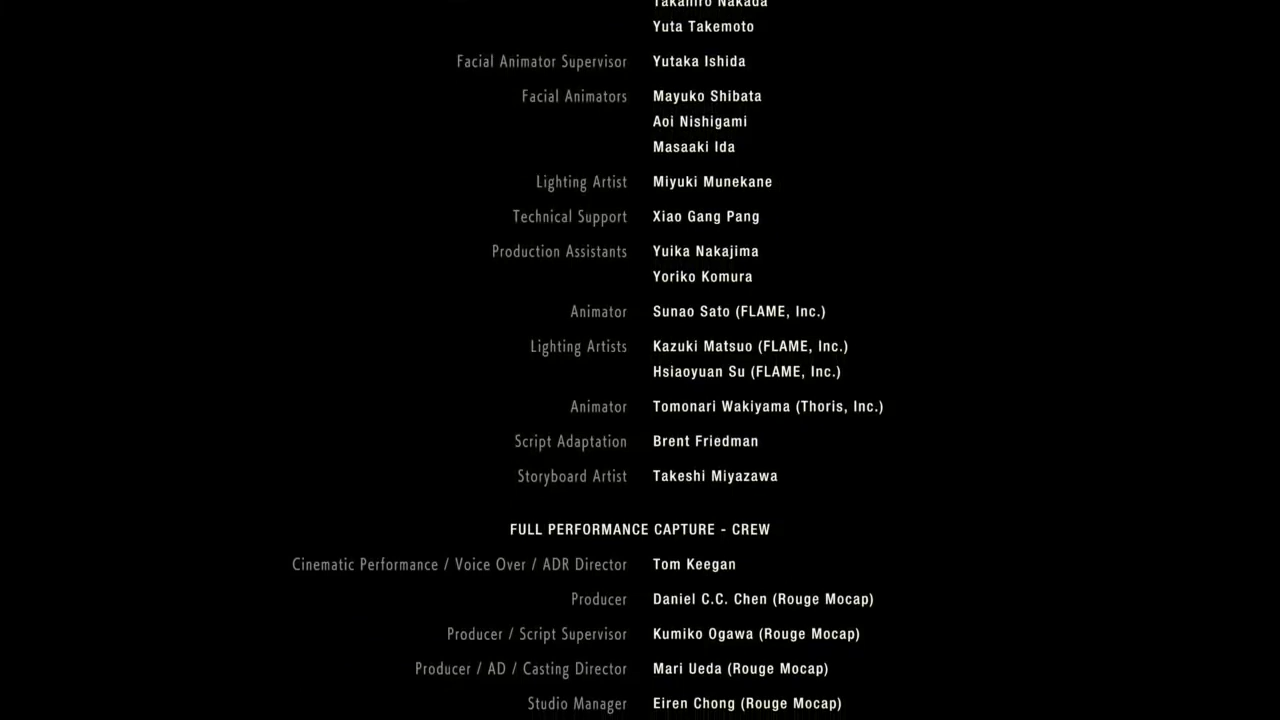 Takahiro Nakada
Yuta Takemoto
Facial Animator Supervisor Yutaka Ishida
Facial Animators Mayuko Shibata
Aoi Nishigami
Masaaki Ida
Lighting Artist Miyuki Munekane
Technical Support Xiao Gang Pang
Production Assistants Yuika Nakajima
Yoriko Komura
Animator Sunao Sato (FLAME, Inc.)
Lighting Artists Kazuki Matsuo (FLAME, Inc.)
Hsiaoyuan Su (FLAME, Inc.)
Animator Tomonari Wakiyama (Thoris, Inc.)
Script Adaptation Brent Friedman
Storyboard Artist Takeshi Miyazawa
FULL PERFORMANCE CAPTURE - CREW
Cinematic Performance / Voice Over / ADR Director Tom Keegan
Producer Daniel C.C. Chen (Rouge Mocap)
Producer / Script Supervisor Kumiko Ogawa (Rouge Mocap)
Producer / AD / Casting Director Mari Ueda (Rouge Mocap)
Studio Manager Eiren Chong (Rouge Mocap)